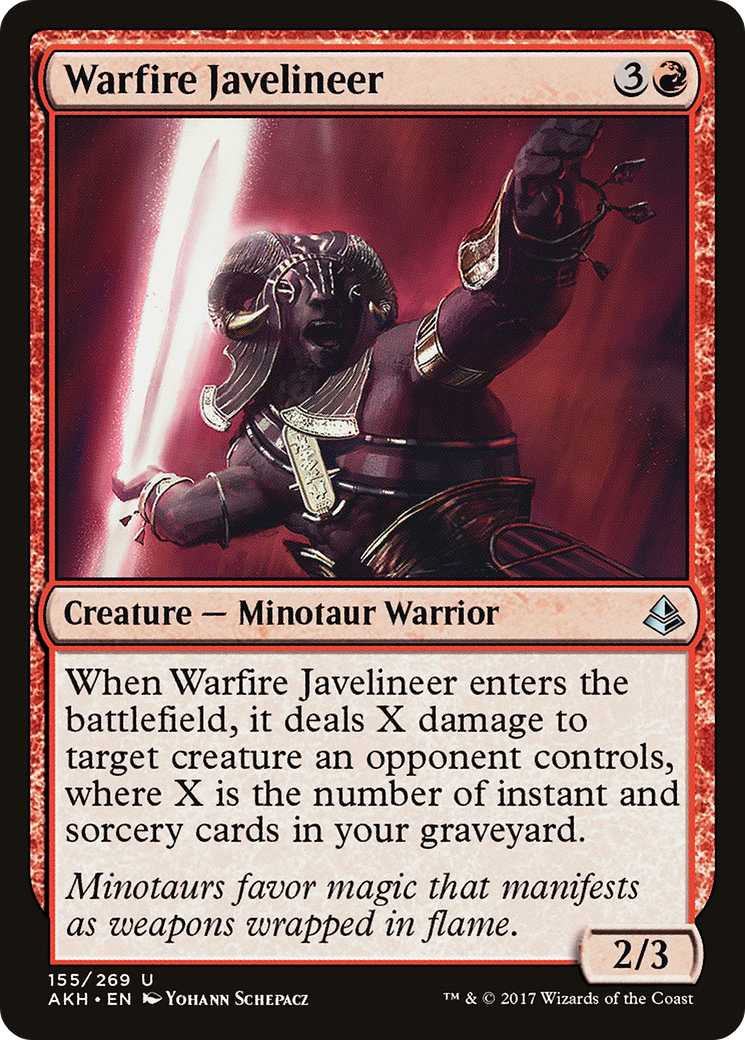 Warfire Javelineer 3
Creature — Minotaur Warrior
When Warfire Javelineer enters the
battlefield, it deals X damage to
target creature an opponent controls,
where X is the number of instant and
sorcery cards in your graveyard.
Minotaurs favor magic that manifests
as weapons wrapped in flame.
2/3
155/269 U
AKH • EN Yohann Schepacz
™ & © 2017 Wizards of the Coast